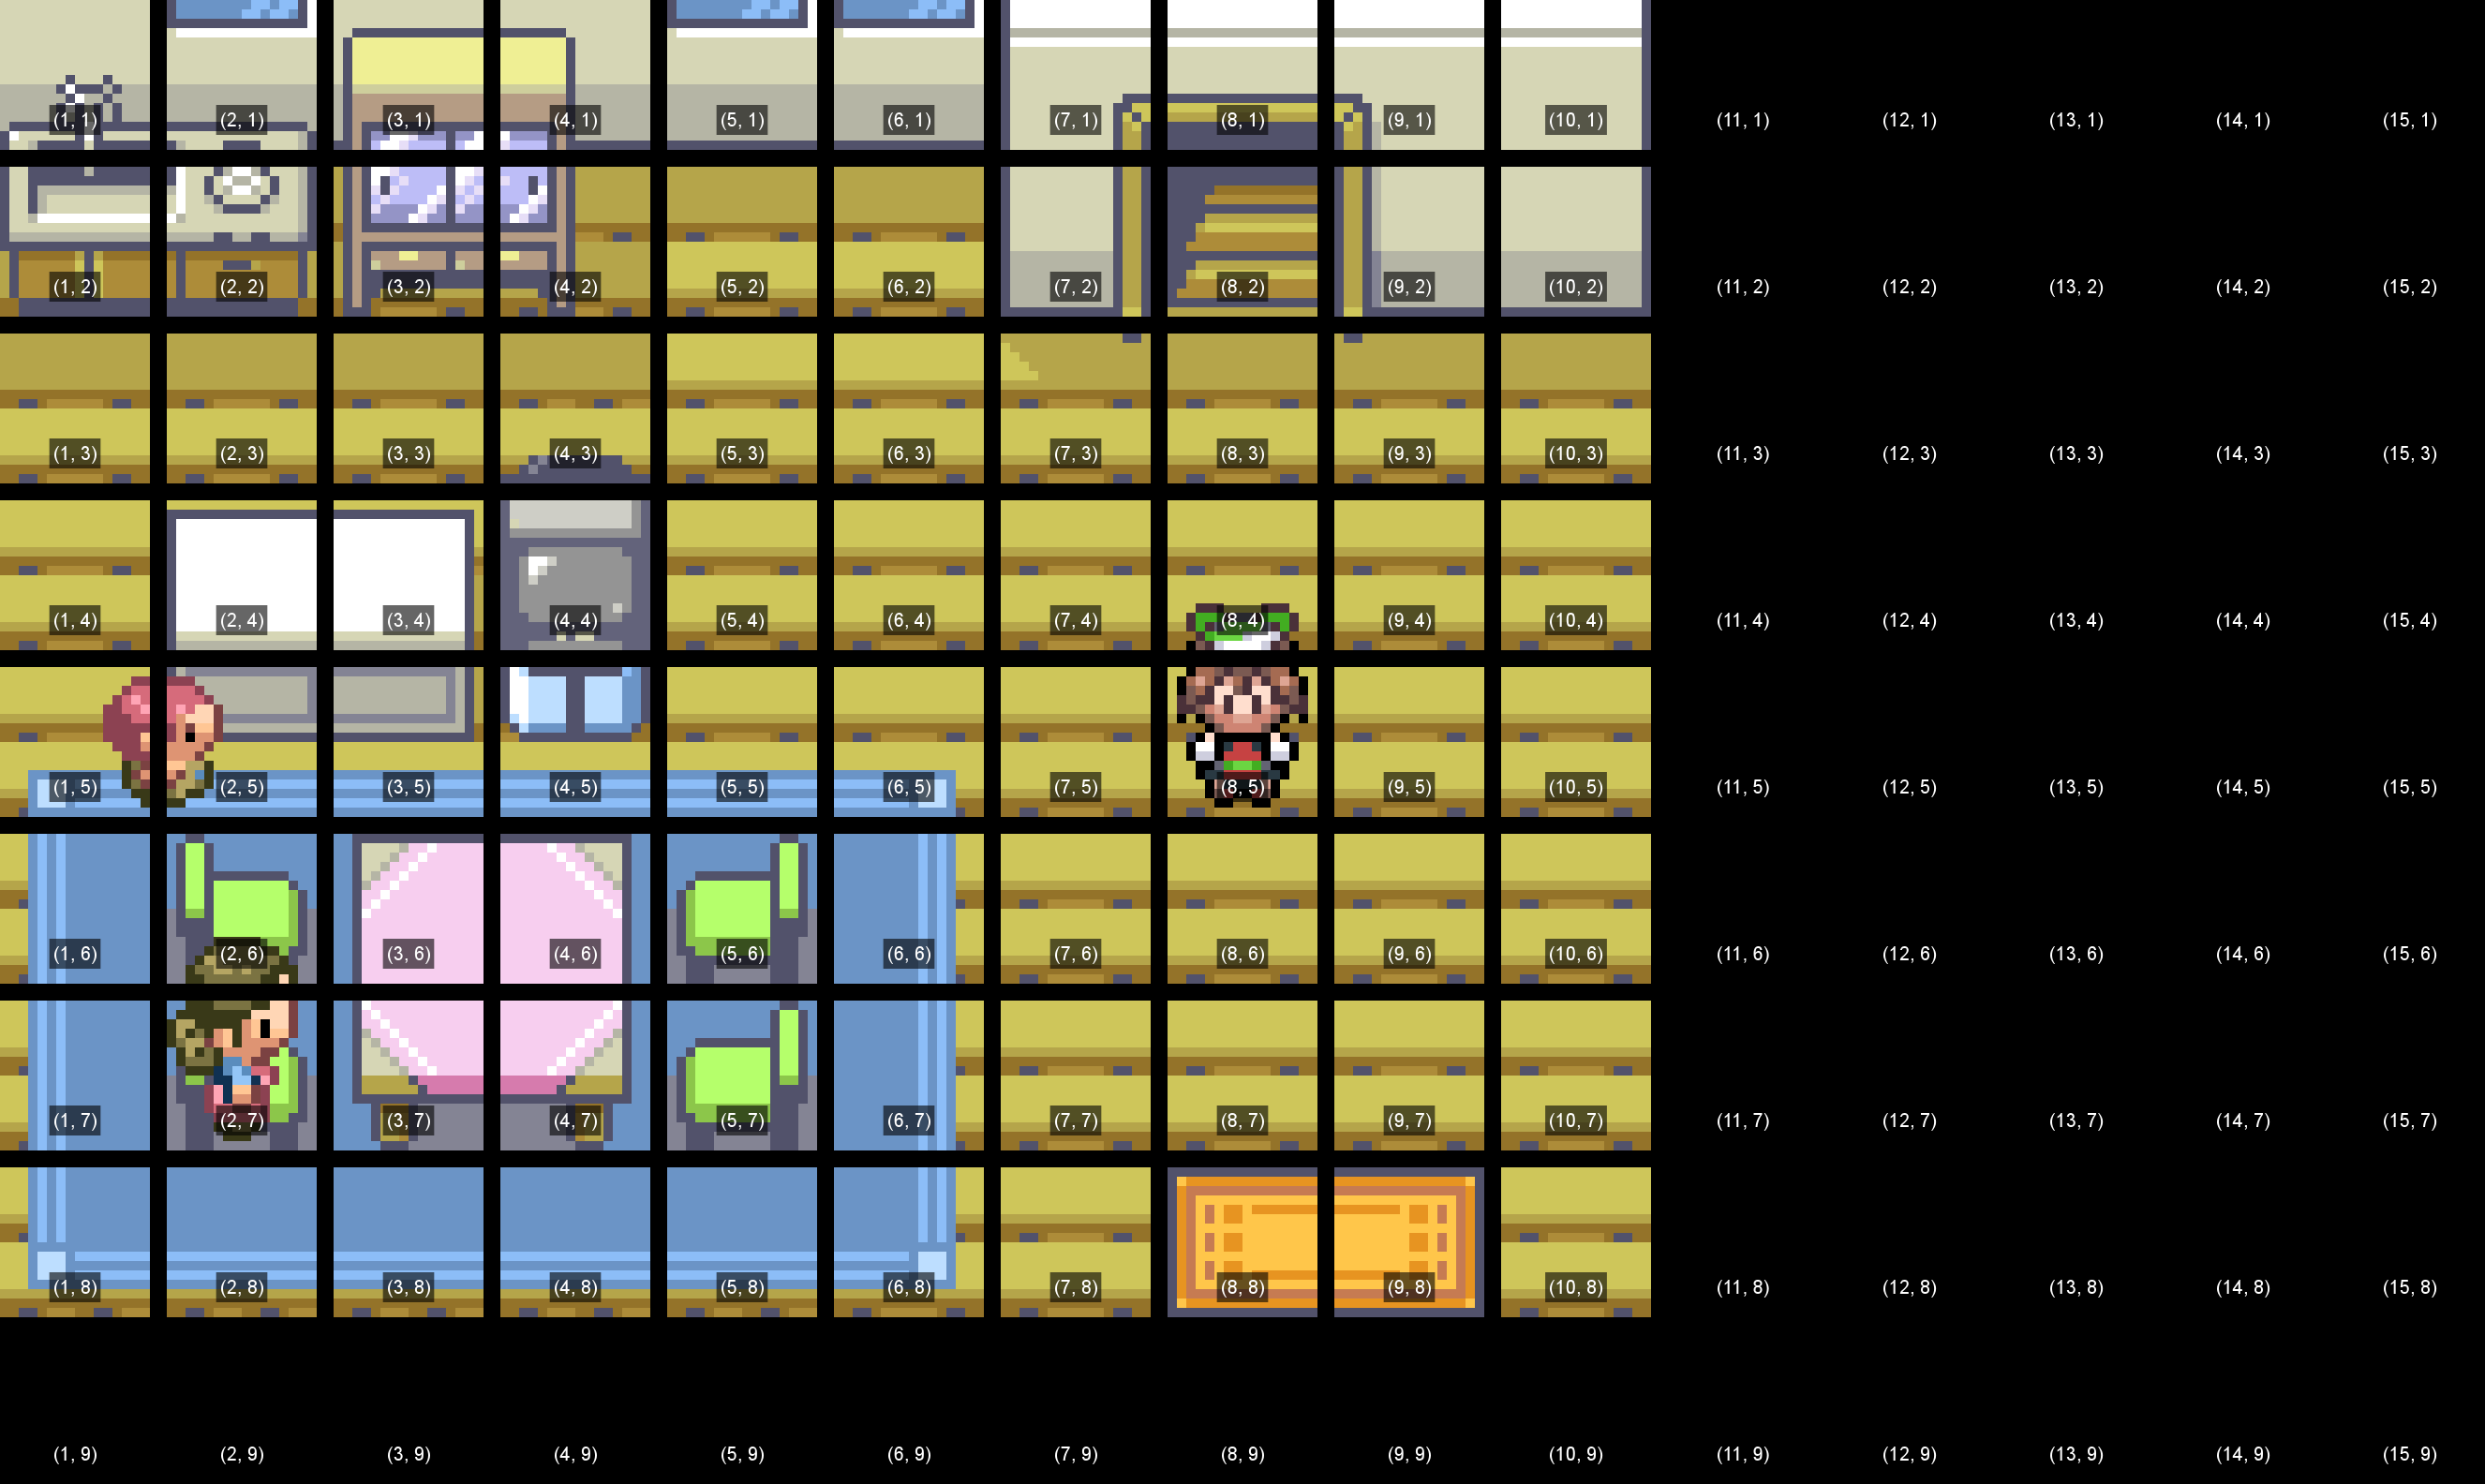 (1, 1) (2, 1) (3, 1) (4, 1) (5, 1) (6, 1) (7, 1) (8, 1) (9, 1) (10, 1) (11, 1) (12, 1) (13, 1) (14, 1) (15, 1)
(1, 2) (2, 2) (3, 2) (4, 2) (5, 2) (6, 2) (7, 2) (8, 2) (9, 2) (10, 2) (11, 2) (12, 2) (13, 2) (14, 2) (15, 2)
(1, 3) (2, 3) (3, 3) (4, 3) (5, 3) (6, 3) (7, 3) (8, 3) (9, 3) (10, 3) (11, 3) (12, 3) (13, 3) (14, 3) (15, 3)
(1, 4) (2, 4) (3, 4) (4, 4) (5, 4) (6, 4) (7, 4) (8, 4) (9, 4) (10, 4) (11, 4) (12, 4) (13, 4) (14, 4) (15, 4)
(1, 5) (2, 5) (3, 5) (4, 5) (5, 5) (6, 5) (7, 5) (8, 5) (9, 5) (10, 5) (11, 5) (12, 5) (13, 5) (14, 5) (15, 5)
(1, 6) (2, 6) (3, 6) (4, 6) (5, 6) (6, 6) (7, 6) (8, 6) (9, 6) (10, 6) (11, 6) (12, 6) (13, 6) (14, 6) (15, 6)
(1, 7) (2, 7) (3, 7) (4, 7) (5, 7) (6, 7) (7, 7) (8, 7) (9, 7) (10, 7) (11, 7) (12, 7) (13, 7) (14, 7) (15, 7)
(1, 8) (2, 8) (3, 8) (4, 8) (5, 8) (6, 8) (7, 8) (8, 8) (9, 8) (10, 8) (11, 8) (12, 8) (13, 8) (14, 8) (15, 8)
(1, 9) (2, 9) (3, 9) (4, 9) (5, 9) (6, 9) (7, 9) (8, 9) (9, 9) (10, 9) (11, 9) (12, 9) (13, 9) (14, 9) (15, 9)